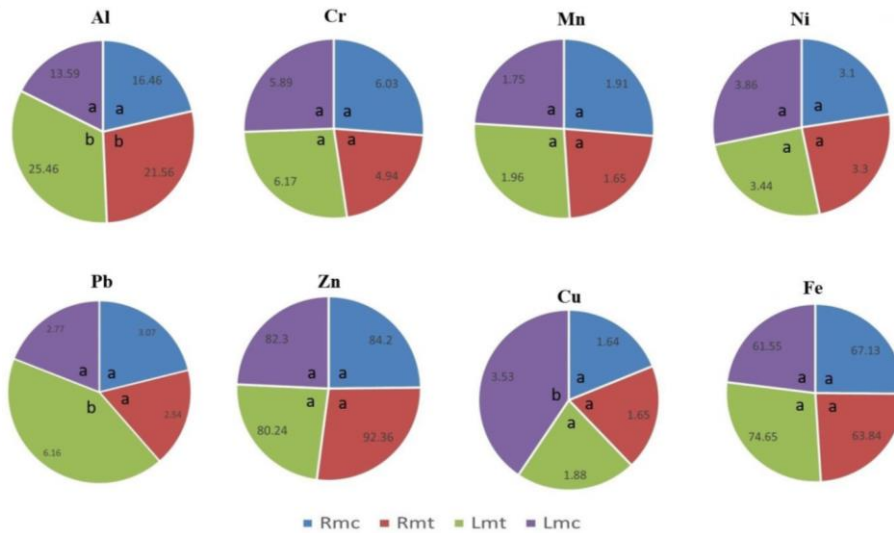 Al Cr Mn Ni
13.59 16.46 5.89 6.03 1.75 1.91 3.86 3.1
a a a a a a a a
b b a a a a a a
25.46 21.56 6.17 4.94 1.96 1.65 3.44 3.3
Pb Zn Cu Fe
2.77 3.07 82.3 84.2 3.53 1.64 61.55 67.13
a a a a b a a a
b a a a a a a a
6.16 80.24 92.36 1.88 1.65 74.65 63.84
Rmc Rmt Lmt Lmc